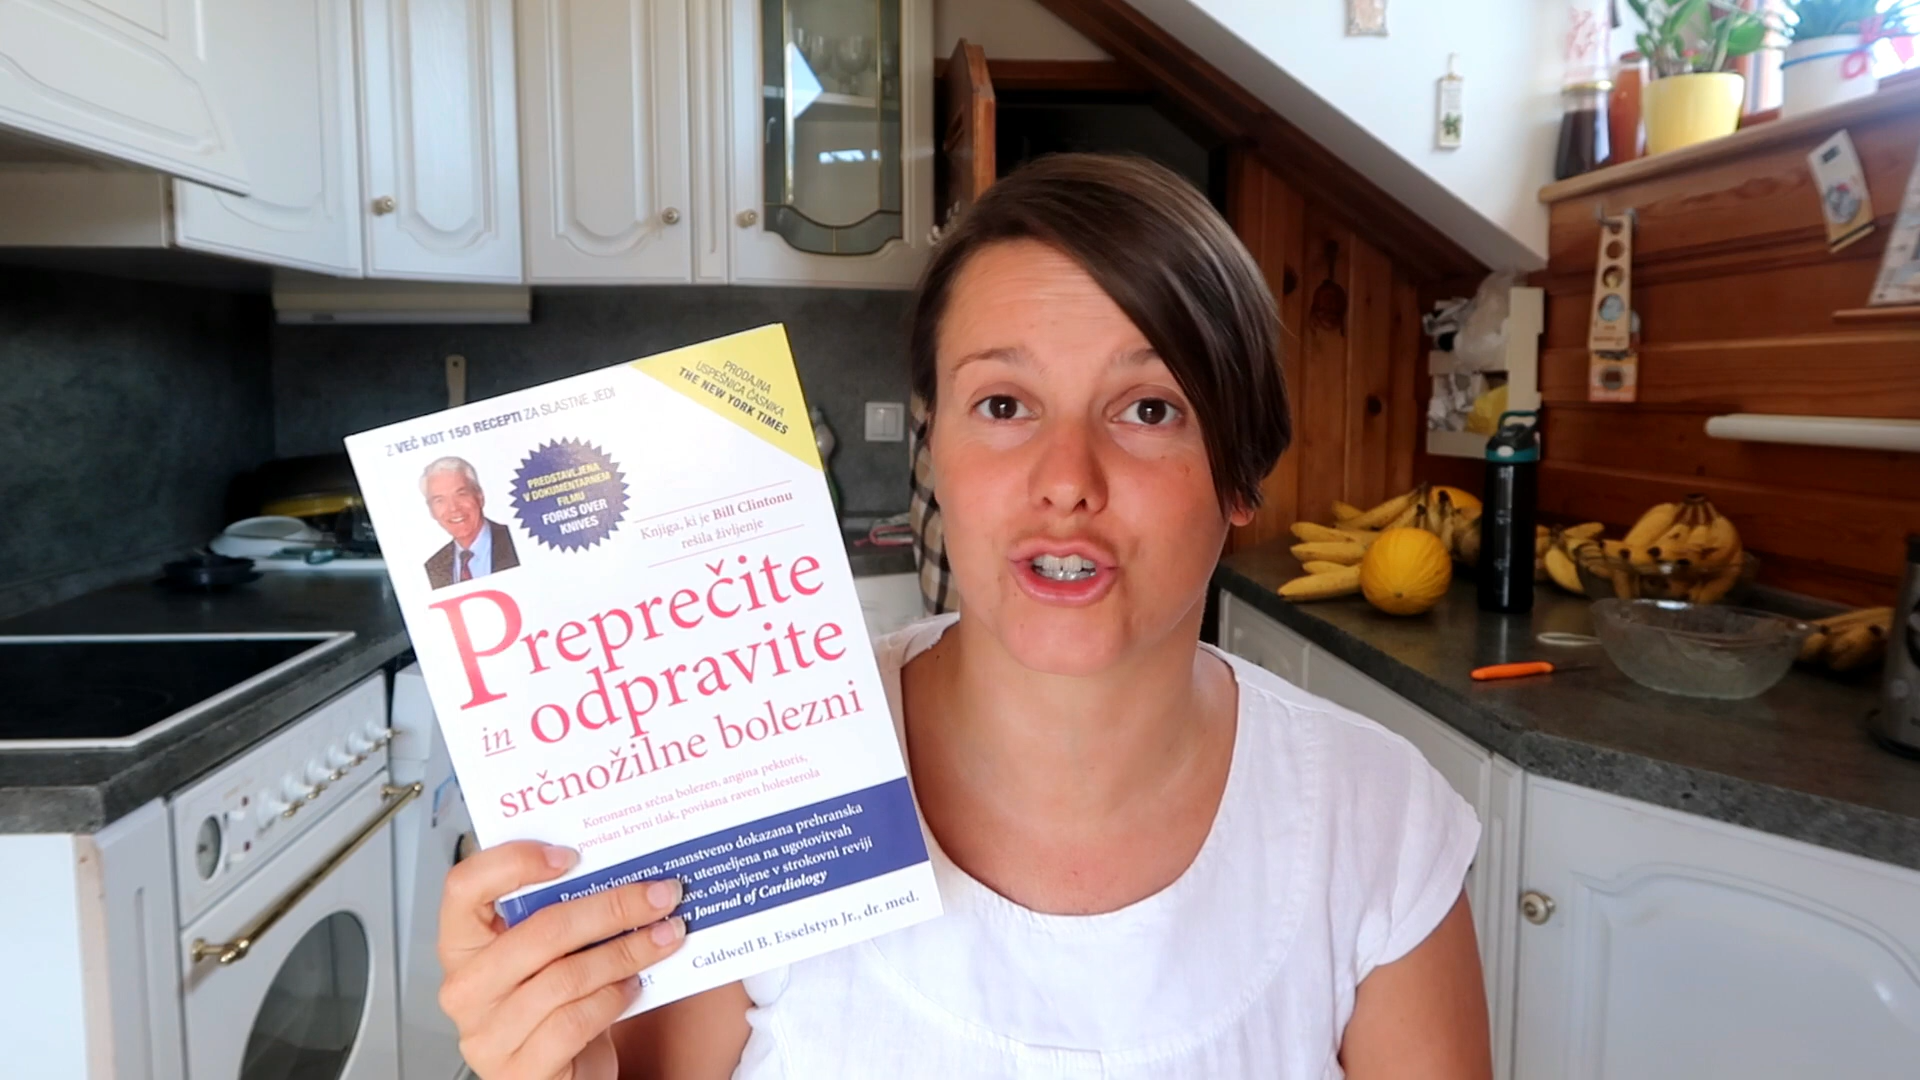 Z VEČ KOT 150 RECEPTI ZA SLASTNE JEDI
PRODAJNA
USPEŠNICA ČASNIKA
THE NEW YORK TIMES
PREDSTAVLJENA
V DOKUMENTARNEM
FILMU
FORKS OVER
KNIVES
Knjiga, ki je Bill Clintonu
rešila življenje
Preprečite
in odpravite
srčnožilne bolezni
Koronarna srčna bolezen, angina pektoris,
povišan krvni tlak, povišana raven holesterola
Revolucionarna, znanstveno dokazana prehranska
utemeljena na ugotovitvah
objavljene v strokovni reviji
Journal of Cardiology
Caldwell B. Esselstyn Jr., dr. med.